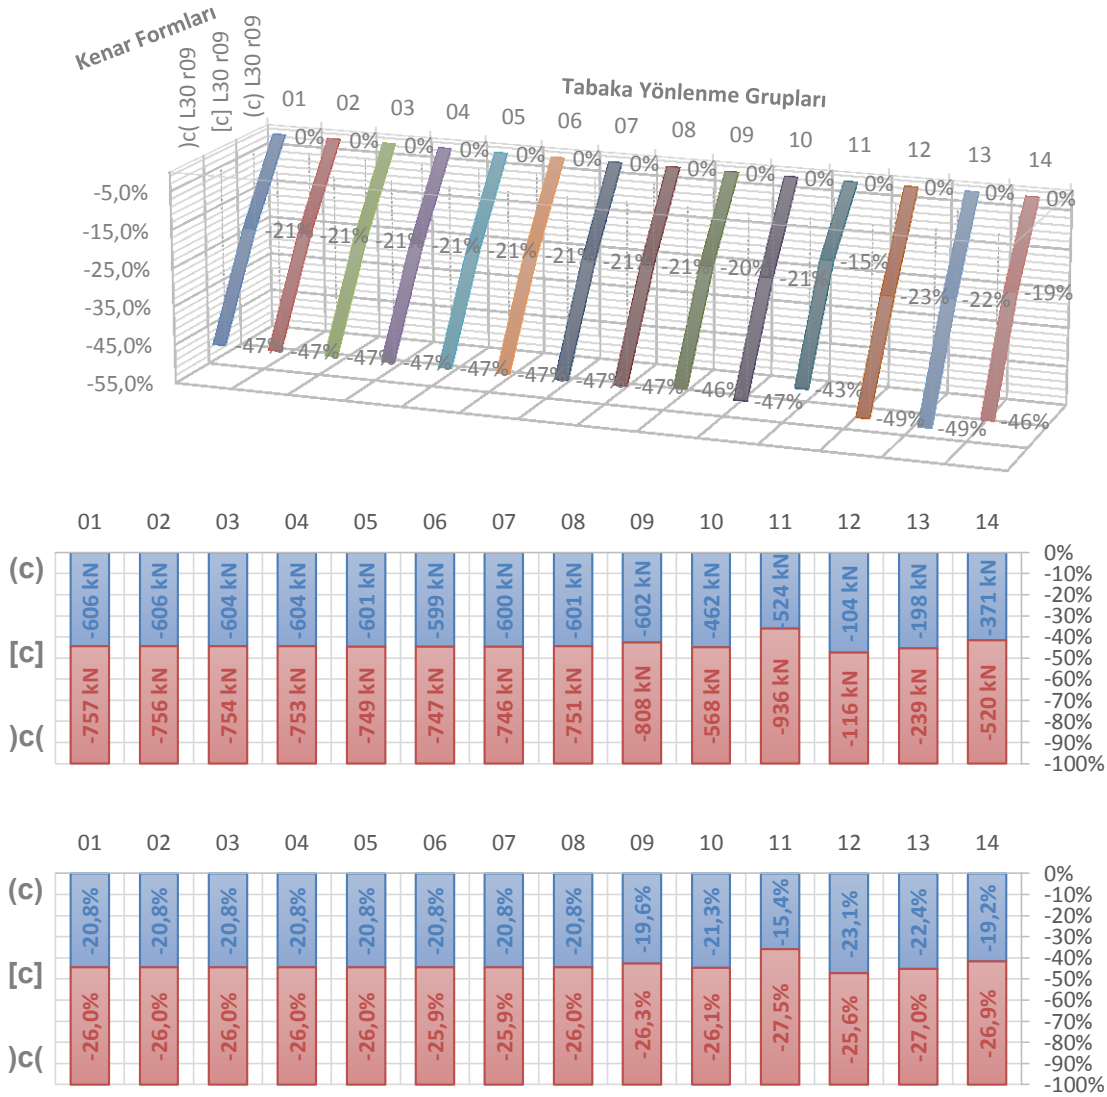 Kenar Formları
)c( L30 r09
[c] L30 r09
(c) L30 r09
Tabaka Yönlenme Grupları
01 02 03 04 05 06 07 08 09 10 11 12 13 14
0% 0% 0% 0% 0% 0% 0% 0% 0% 0% 0% 0% 0% 0%
-5,0%
-15,0%
-25,0%
-35,0%
-45,0%
-55,0%
-21% -21% -21% -21% -21% -21% -21% -21% -20% -21% -15% -23% -22% -19%
-47% -47% -47% -47% -47% -47% -47% -47% -46% -47% -43% -49% -49% -46%
01 02 03 04 05 06 07 08 09 10 11 12 13 14
(c)
[c]
)c(
-606 kN -606 kN -604 kN -604 kN -601 kN -599 kN -600 kN -601 kN -602 kN -462 kN -524 kN -104 kN -198 kN -371 kN
-757 kN -756 kN -754 kN -753 kN -749 kN -747 kN -746 kN -751 kN -808 kN -568 kN -936 kN -116 kN -239 kN -520 kN
0%
-10%
-20%
-30%
-40%
-50%
-60%
-70%
-80%
-90%
-100%
01 02 03 04 05 06 07 08 09 10 11 12 13 14
(c)
[c]
)c(
-20,8% -20,8% -20,8% -20,8% -20,8% -20,8% -20,8% -20,8% -19,6% -21,3% -15,4% -23,1% -22,4% -19,2%
-26,0% -26,0% -26,0% -26,0% -26,0% -25,9% -25,9% -26,0% -26,3% -26,1% -27,5% -25,6% -27,0% -26,9%
0%
-10%
-20%
-30%
-40%
-50%
-60%
-70%
-80%
-90%
-100%